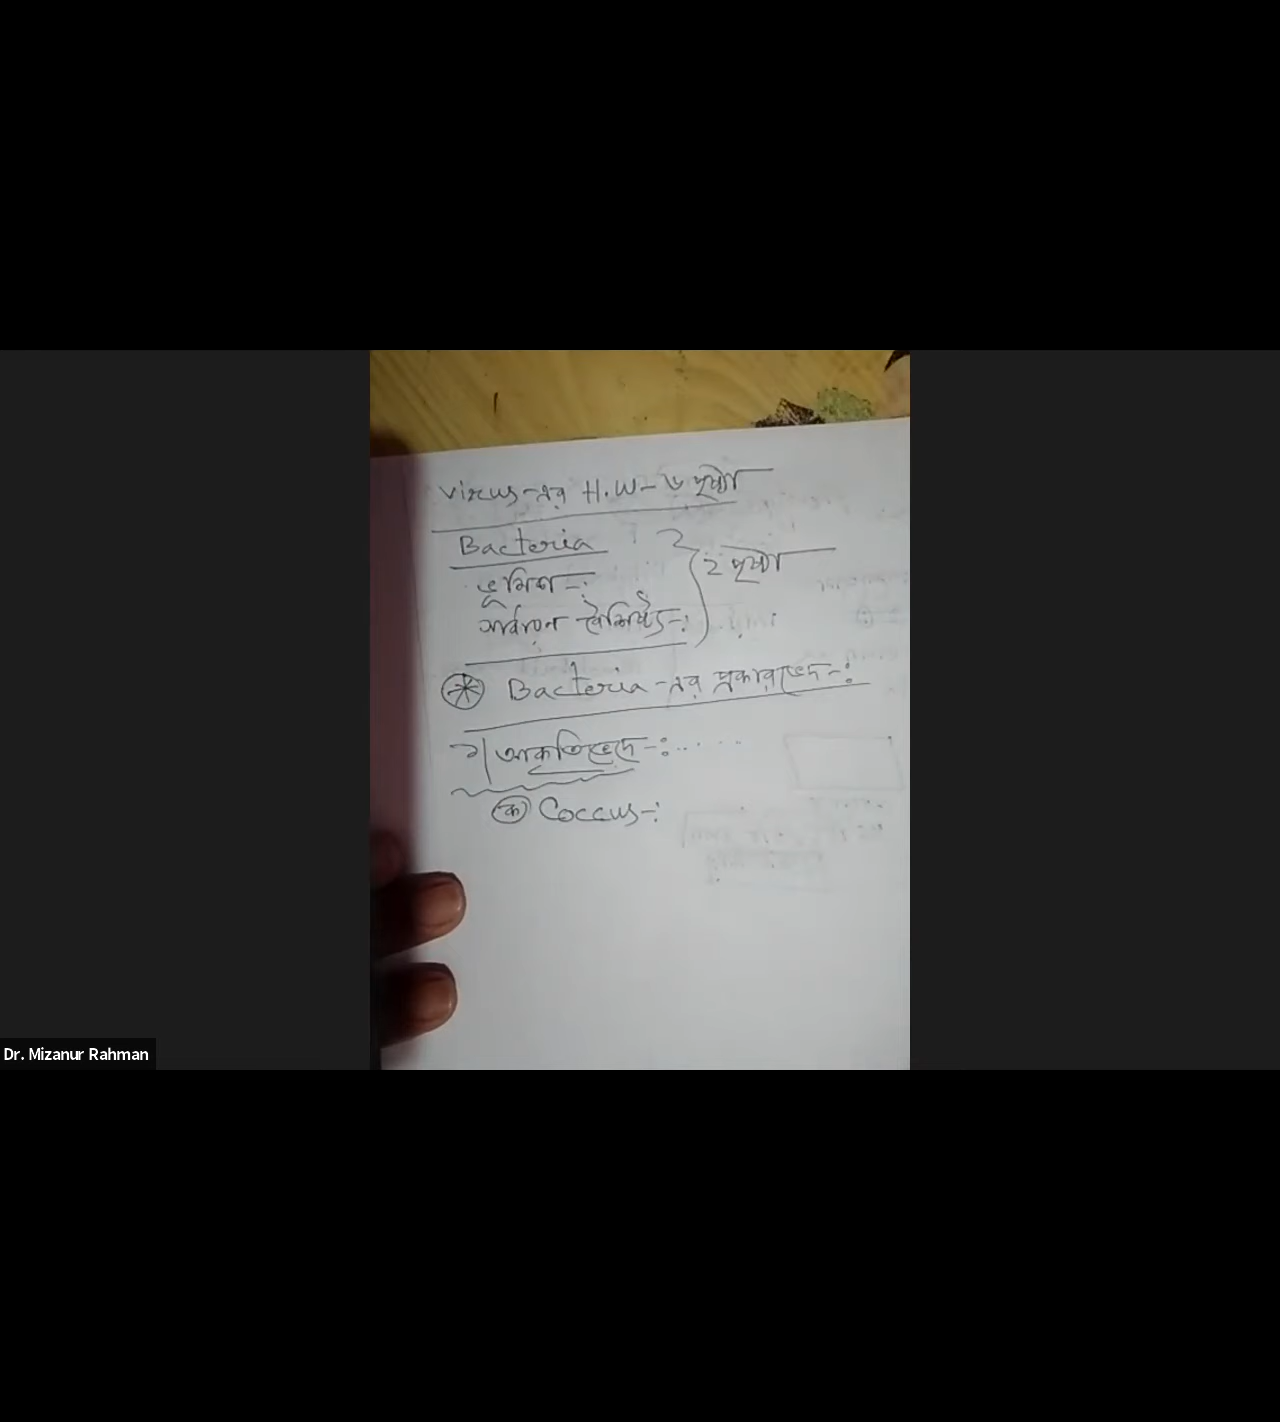 Virus-এর H.W - ৬ পৃষ্ঠা
Bacteria
ভূমিকা-:
সাধারণ বৈশিষ্ট্য-:
২ পৃষ্ঠা
Bacteria-এর প্রকারভেদ-:
১| আকৃতিভেদে-:.....
(ক) Coccus-:
Dr. Mizanur Rahman